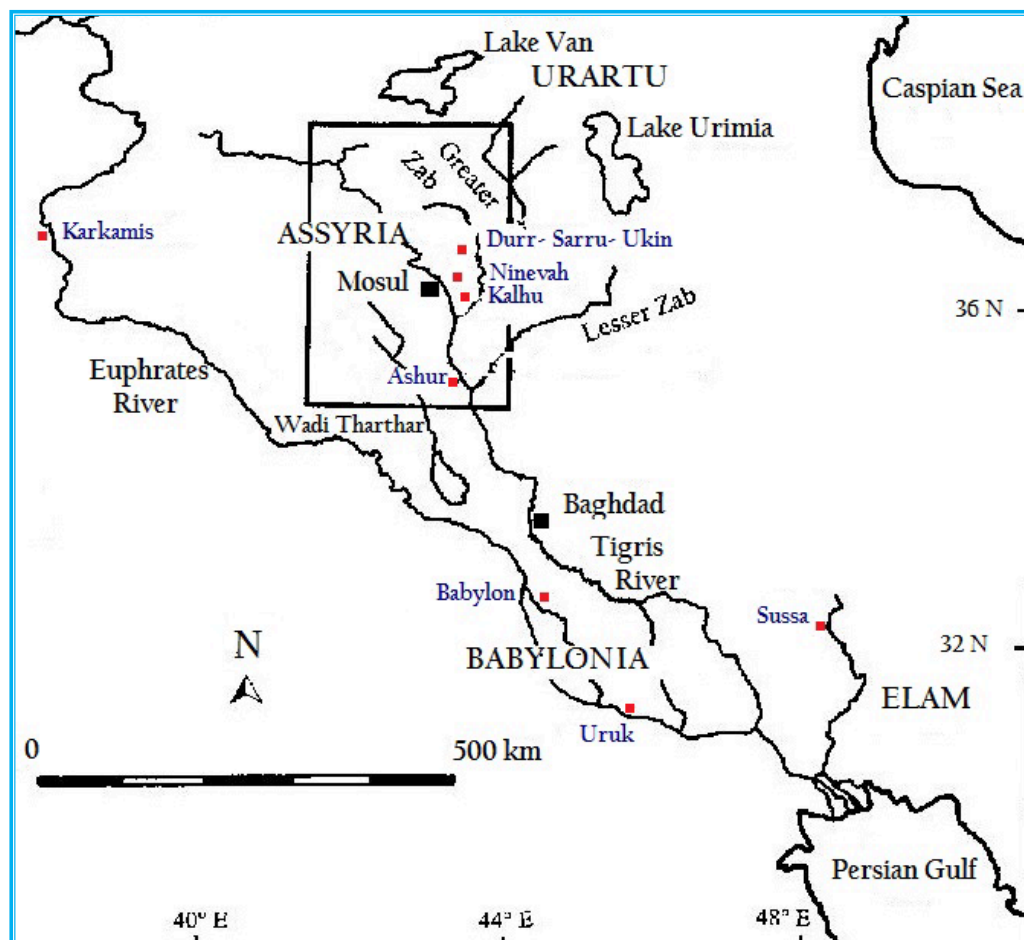 Lake Van
URARTU
Caspian Sea
Lake Urimia
Greater
Zab
Karkamis
ASSYRIA
Durr- Sarru- Ukin
Mosul
Ninevah
Kalhu
36 N
Lesser Zab
Euphrates
River
Ashur
Wadi Tharthar
Baghdad
Tigris
River
Babylon
Sussa
N
BABYLONIA
32 N
ELAM
Uruk
0
500 km
Persian Gulf
40° E
44° E
48° E